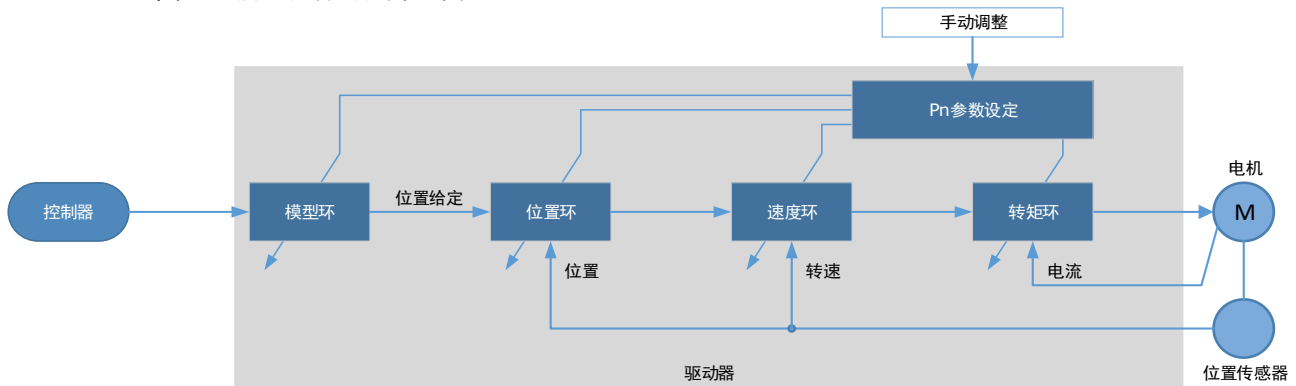 手动调整
Pn参数设定
电机
控制器
模型环
位置给定
位置环
速度环
转矩环
M
位置
转速
电流
驱动器
位置传感器